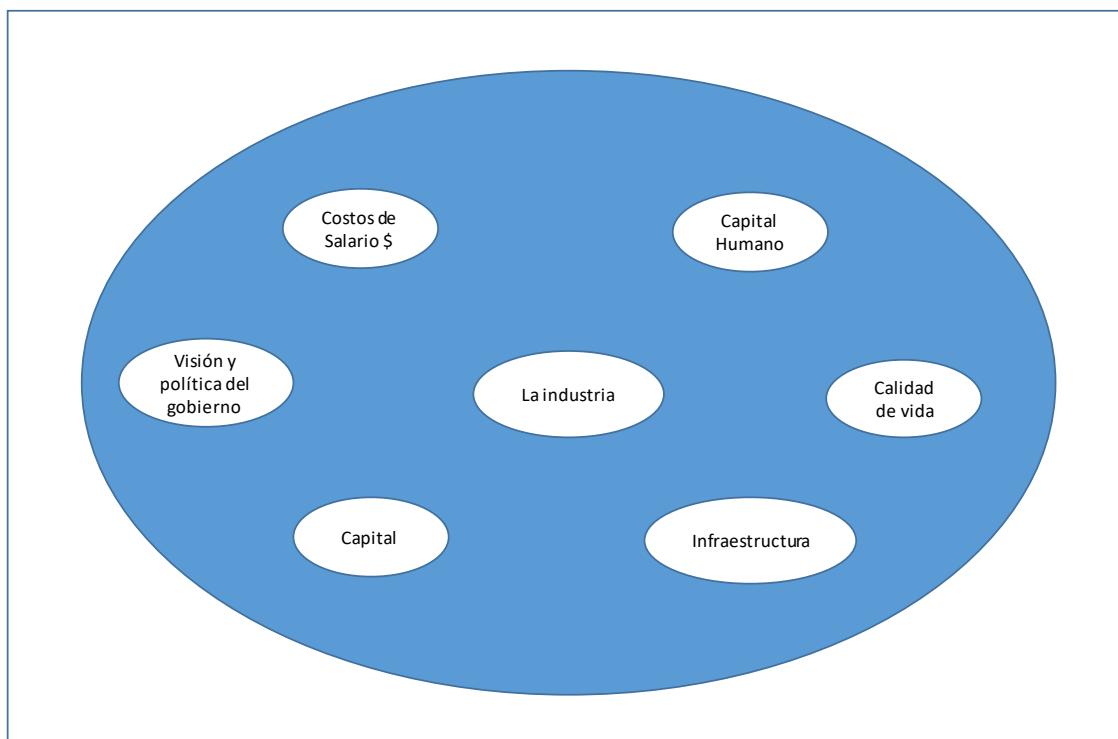 Costos de
Salario $
Capital
Humano
Visión y
política del
gobierno
La industria
Calidad
de vida
Capital
Infraestructura